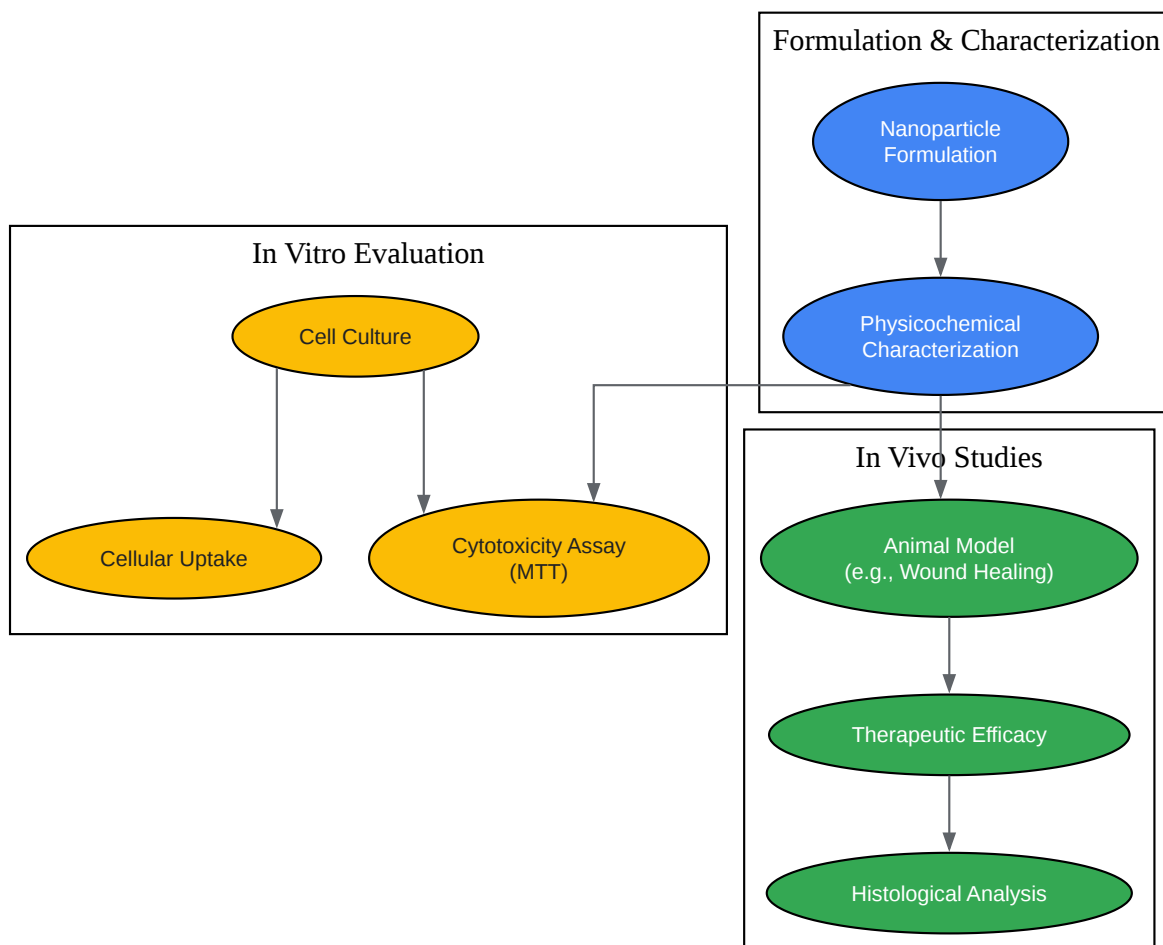 Formulation & Characterization
Nanoparticle
Formulation
Physicochemical
Characterization
In Vitro Evaluation
Cell Culture
Cellular Uptake
Cytotoxicity Assay
(MTT)
In Vivo Studies
Animal Model
(e.g., Wound Healing)
Therapeutic Efficacy
Histological Analysis